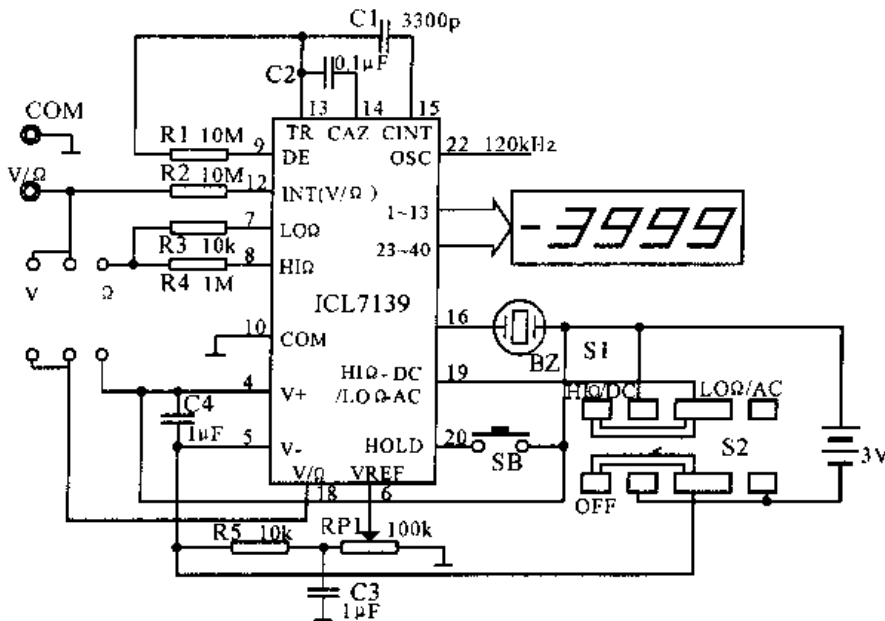 C1 3300p
C2 0.1μF
13 14 15
COM
TR CAZ CINT
R1 10M 9 DE
OSC 22 120kHz
V/Ω
R2 10M 12 INT(V/Ω)
1~13
-3999
7 LOΩ
R3 10k
23~40
8 HIΩ
R4 1M
V Ω
ICL7139
16
BZ
S1
10 COM
19
HIΩ-DC
/LOΩ-AC
HIΩ/DC LOΩ/AC
4 V+
C4
1μF
5 V-
HOLD 20
SB
S2
3V
V/Ω VREF
18 6
OFF
R5 10k
RP1 100k
C3
1μF